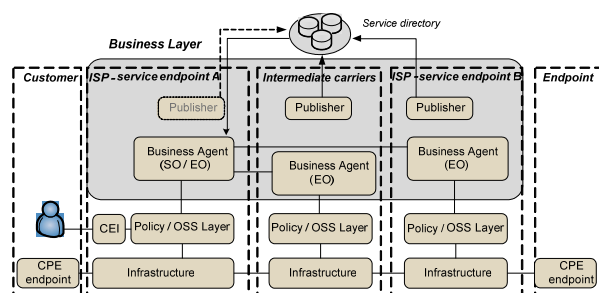 Service directory
Business Layer
Customer
ISP-service endpoint A
Intermediate carriers
ISP-service endpoint B
Endpoint
Publisher
Publisher
Publisher
Business Agent
(SO / EO)
Business Agent
(EO)
Business Agent
(EO)
CEI
Policy / OSS Layer
Policy / OSS Layer
Policy / OSS Layer
CPE
endpoint
Infrastructure
Infrastructure
Infrastructure
CPE
endpoint